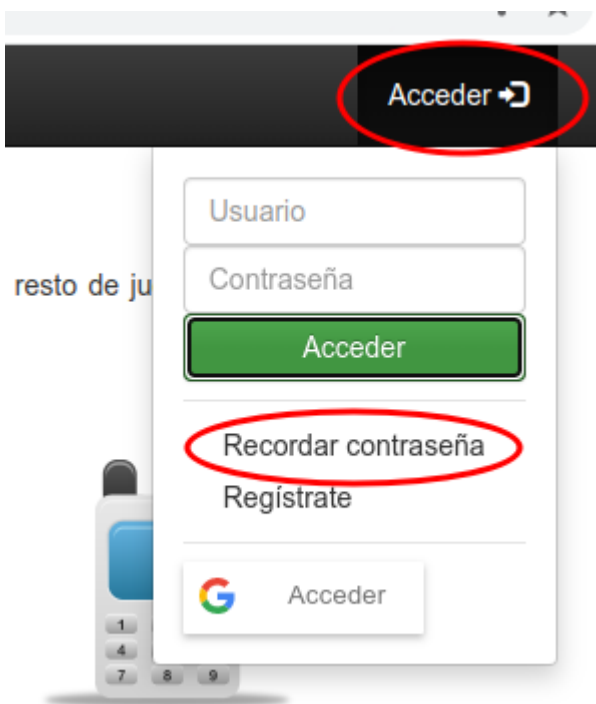 Acceder
Usuario
resto de ju
Contraseña
Acceder
Recordar contraseña
Regístrate
G Acceder
1
4
7 8 9